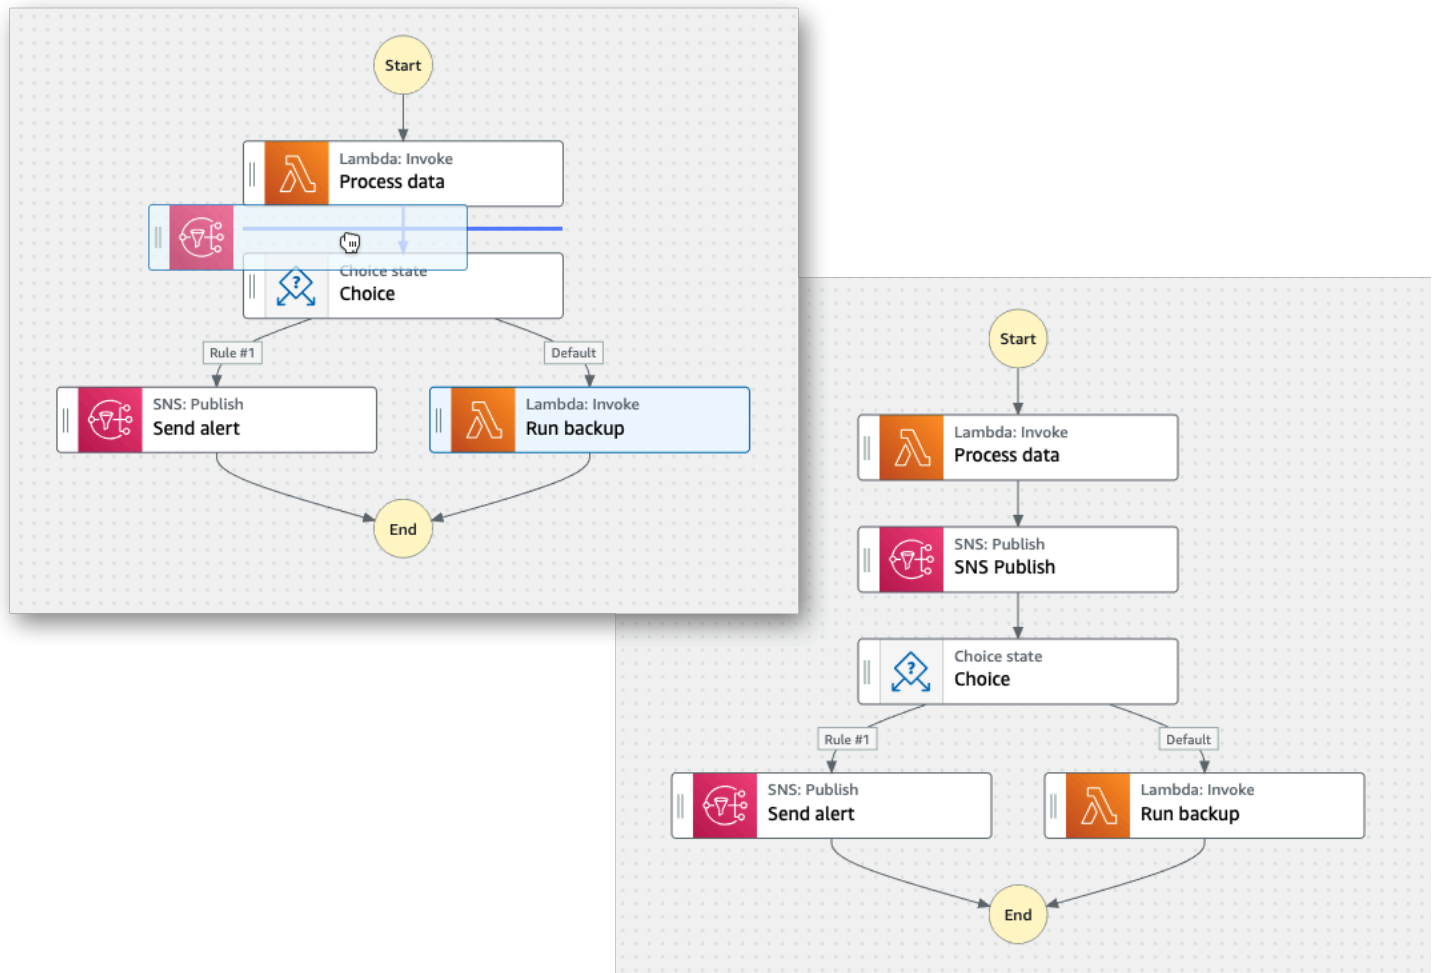 Start
Lambda: Invoke
Process data
Choice state
Choice
Rule #1
Default
SNS: Publish
Send alert
Lambda: Invoke
Run backup
End
Start
Lambda: Invoke
Process data
SNS: Publish
SNS Publish
Choice state
Choice
Rule #1
Default
SNS: Publish
Send alert
Lambda: Invoke
Run backup
End